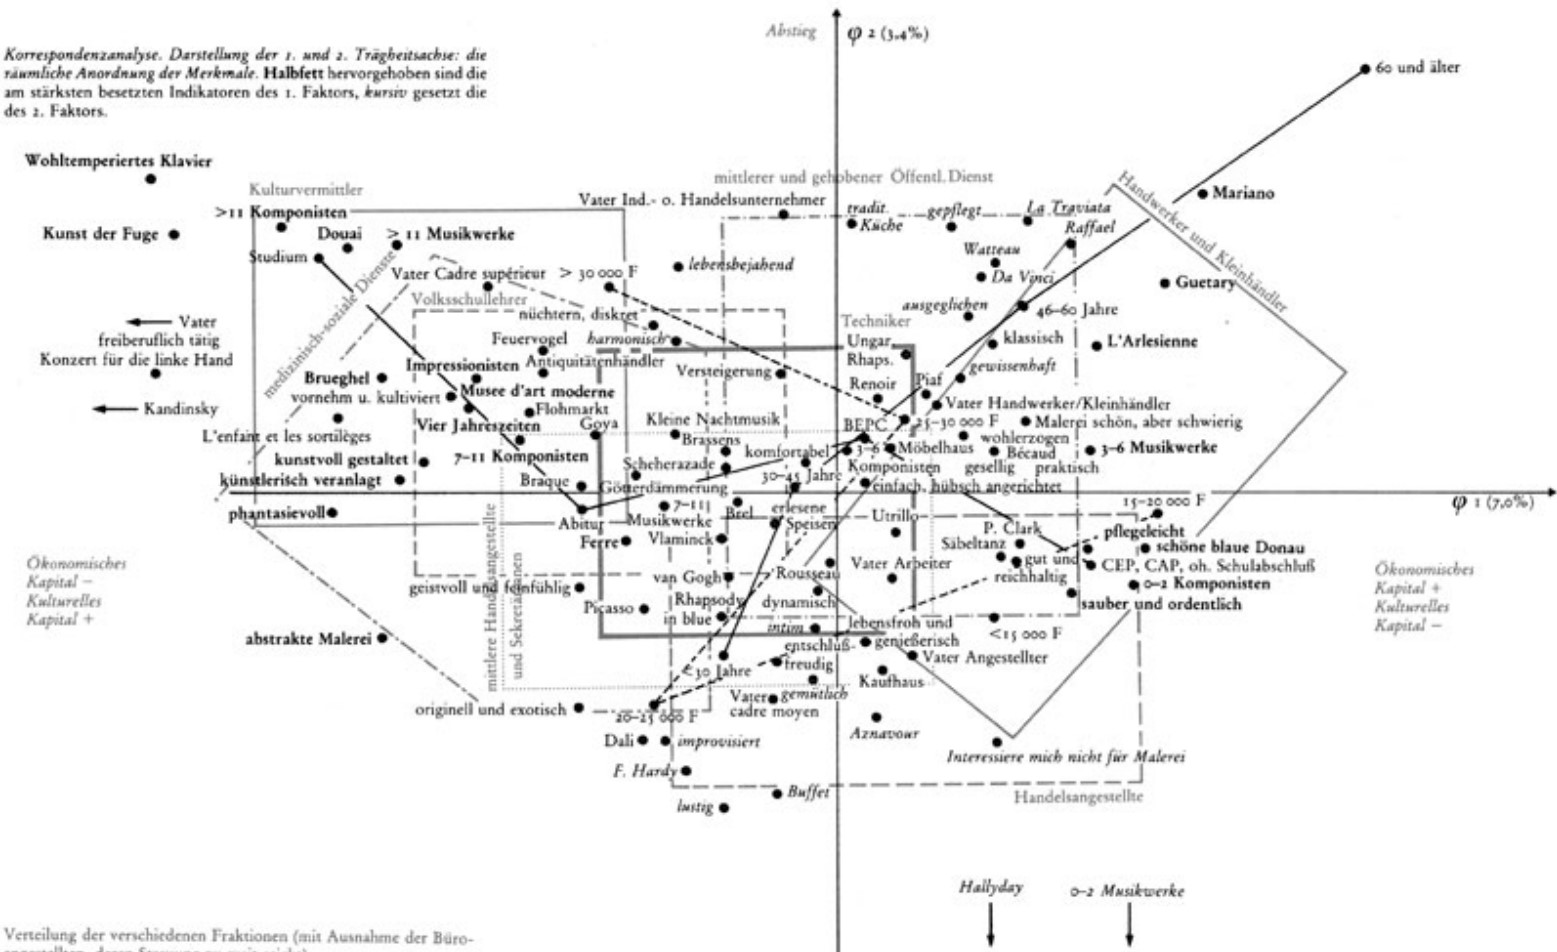 Abstieg
φ 2 (3,4%)
Korrespondenzanalyse. Darstellung der 1. und 2. Trägheitsachse: die
räumliche Anordnung der Merkmale. Halbfett hervorgehoben sind die
am stärksten besetzten Indikatoren des 1. Faktors, kursiv gesetzt die
des 2. Faktors.
60 und älter
Wohltemperiertes Klavier
mittlerer und gehobener Öffentl. Dienst
Handwerker und Kleinhändler
Kulturvermittler
Vater Ind.- o. Handelsunternehmer
Mariano
>11 Komponisten
tradit.
Küche
gepflegt
La Traviata
Kunst der Fuge
Douai
> 11 Musikwerke
Raffael
Studium
Watteau
Vater Cadre supérieur
> 30 000 F
lebensbejahend
Da Vinci
Guetary
medizinisch-soziale Dienste
Volksschullehrer
nüchtern, diskret
ausgeglichen
46–60 Jahre
Vater
freiberuflich tätig
Techniker
Feuervogel
harmonisch
Ungar.
Rhaps.
klassisch
L'Arlesienne
Konzert für die linke Hand
Impressionisten
Antiquitätenhändler
Versteigerung
gewissenhaft
Brueghel
Musee d'art moderne
Renoir
Piaf
vornehm u. kultiviert
Kandinsky
Flohmarkt
Vater Handwerker/Kleinhändler
Vier Jahreszeiten
Goya
Kleine Nachtmusik
BEPC
25–30 000 F
Malerei schön, aber schwierig
L'enfant et les sortilèges
Brassens
wohlerzogen
7–11 Komponisten
komfortabel
3–6
Komponisten
Möbelhaus
Bécaud
3–6 Musikwerke
kunstvoll gestaltet
Scheherazade
gesellig
praktisch
künstlerisch veranlagt
Braque
Götterdämmerung
30–45 Jahre
einfach, hübsch angerichtet
φ 1 (7,0%)
phantasievoll
Abitur
7–11
Musikwerke
Brel
erlesene
Speisen
Utrillo
15–20 000 F
Ferre
Vlaminck
P. Clark
pflegeleicht
Säbeltanz
schöne blaue Donau
Ökonomisches
Kapital –
Kulturelles
Kapital +
mittlere Handelsangestellte
und Sekretärinnen
gut und
reichhaltig
CEP, CAP, oh. Schulabschluß
Ökonomisches
Kapital +
Kulturelles
Kapital –
geistvoll und feinfühlig
van Gogh
Rousseau
Vater Arbeiter
0–2 Komponisten
Picasso
Rhapsody
in blue
dynamisch
sauber und ordentlich
abstrakte Malerei
intim
lebensfroh und
genießerisch
<15 000 F
<30 Jahre
entschluß-
freudig
Vater Angestellter
originell und exotisch
20–25 000 F
Vater
cadre moyen
gemütlich
Kaufhaus
Dali
improvisiert
Aznavour
Interessiere mich nicht für Malerei
F. Hardy
lustig
Buffet
Handelsangestellte
Hallyday
0–2 Musikwerke
Verteilung der verschiedenen Fraktionen (mit Ausnahme der Büro-